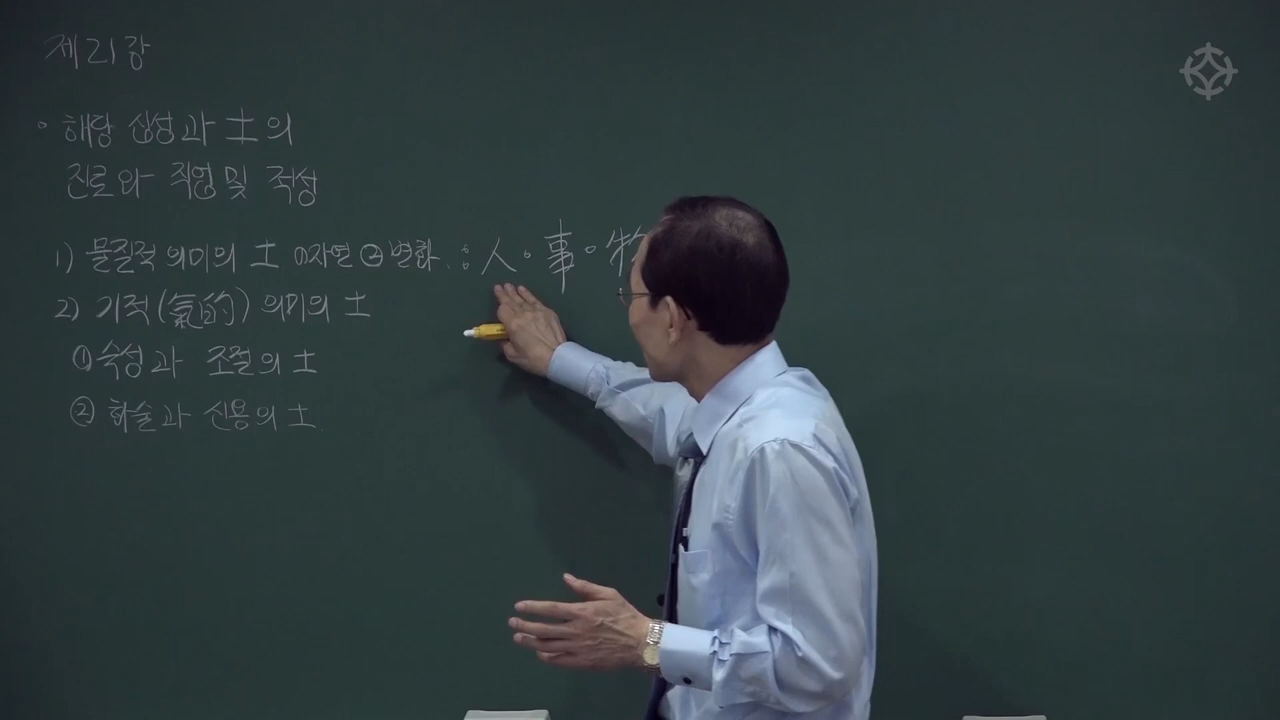 제21강
◦ 해당 십성과 土의
진로와 직업 및 적성
1) 물질적 의미의 土 ①자연 ②변화 : 人◦事◦物
2) 기적(氣的) 의미의 土
① 속성과 조절의 土
② 학술과 신용의 土